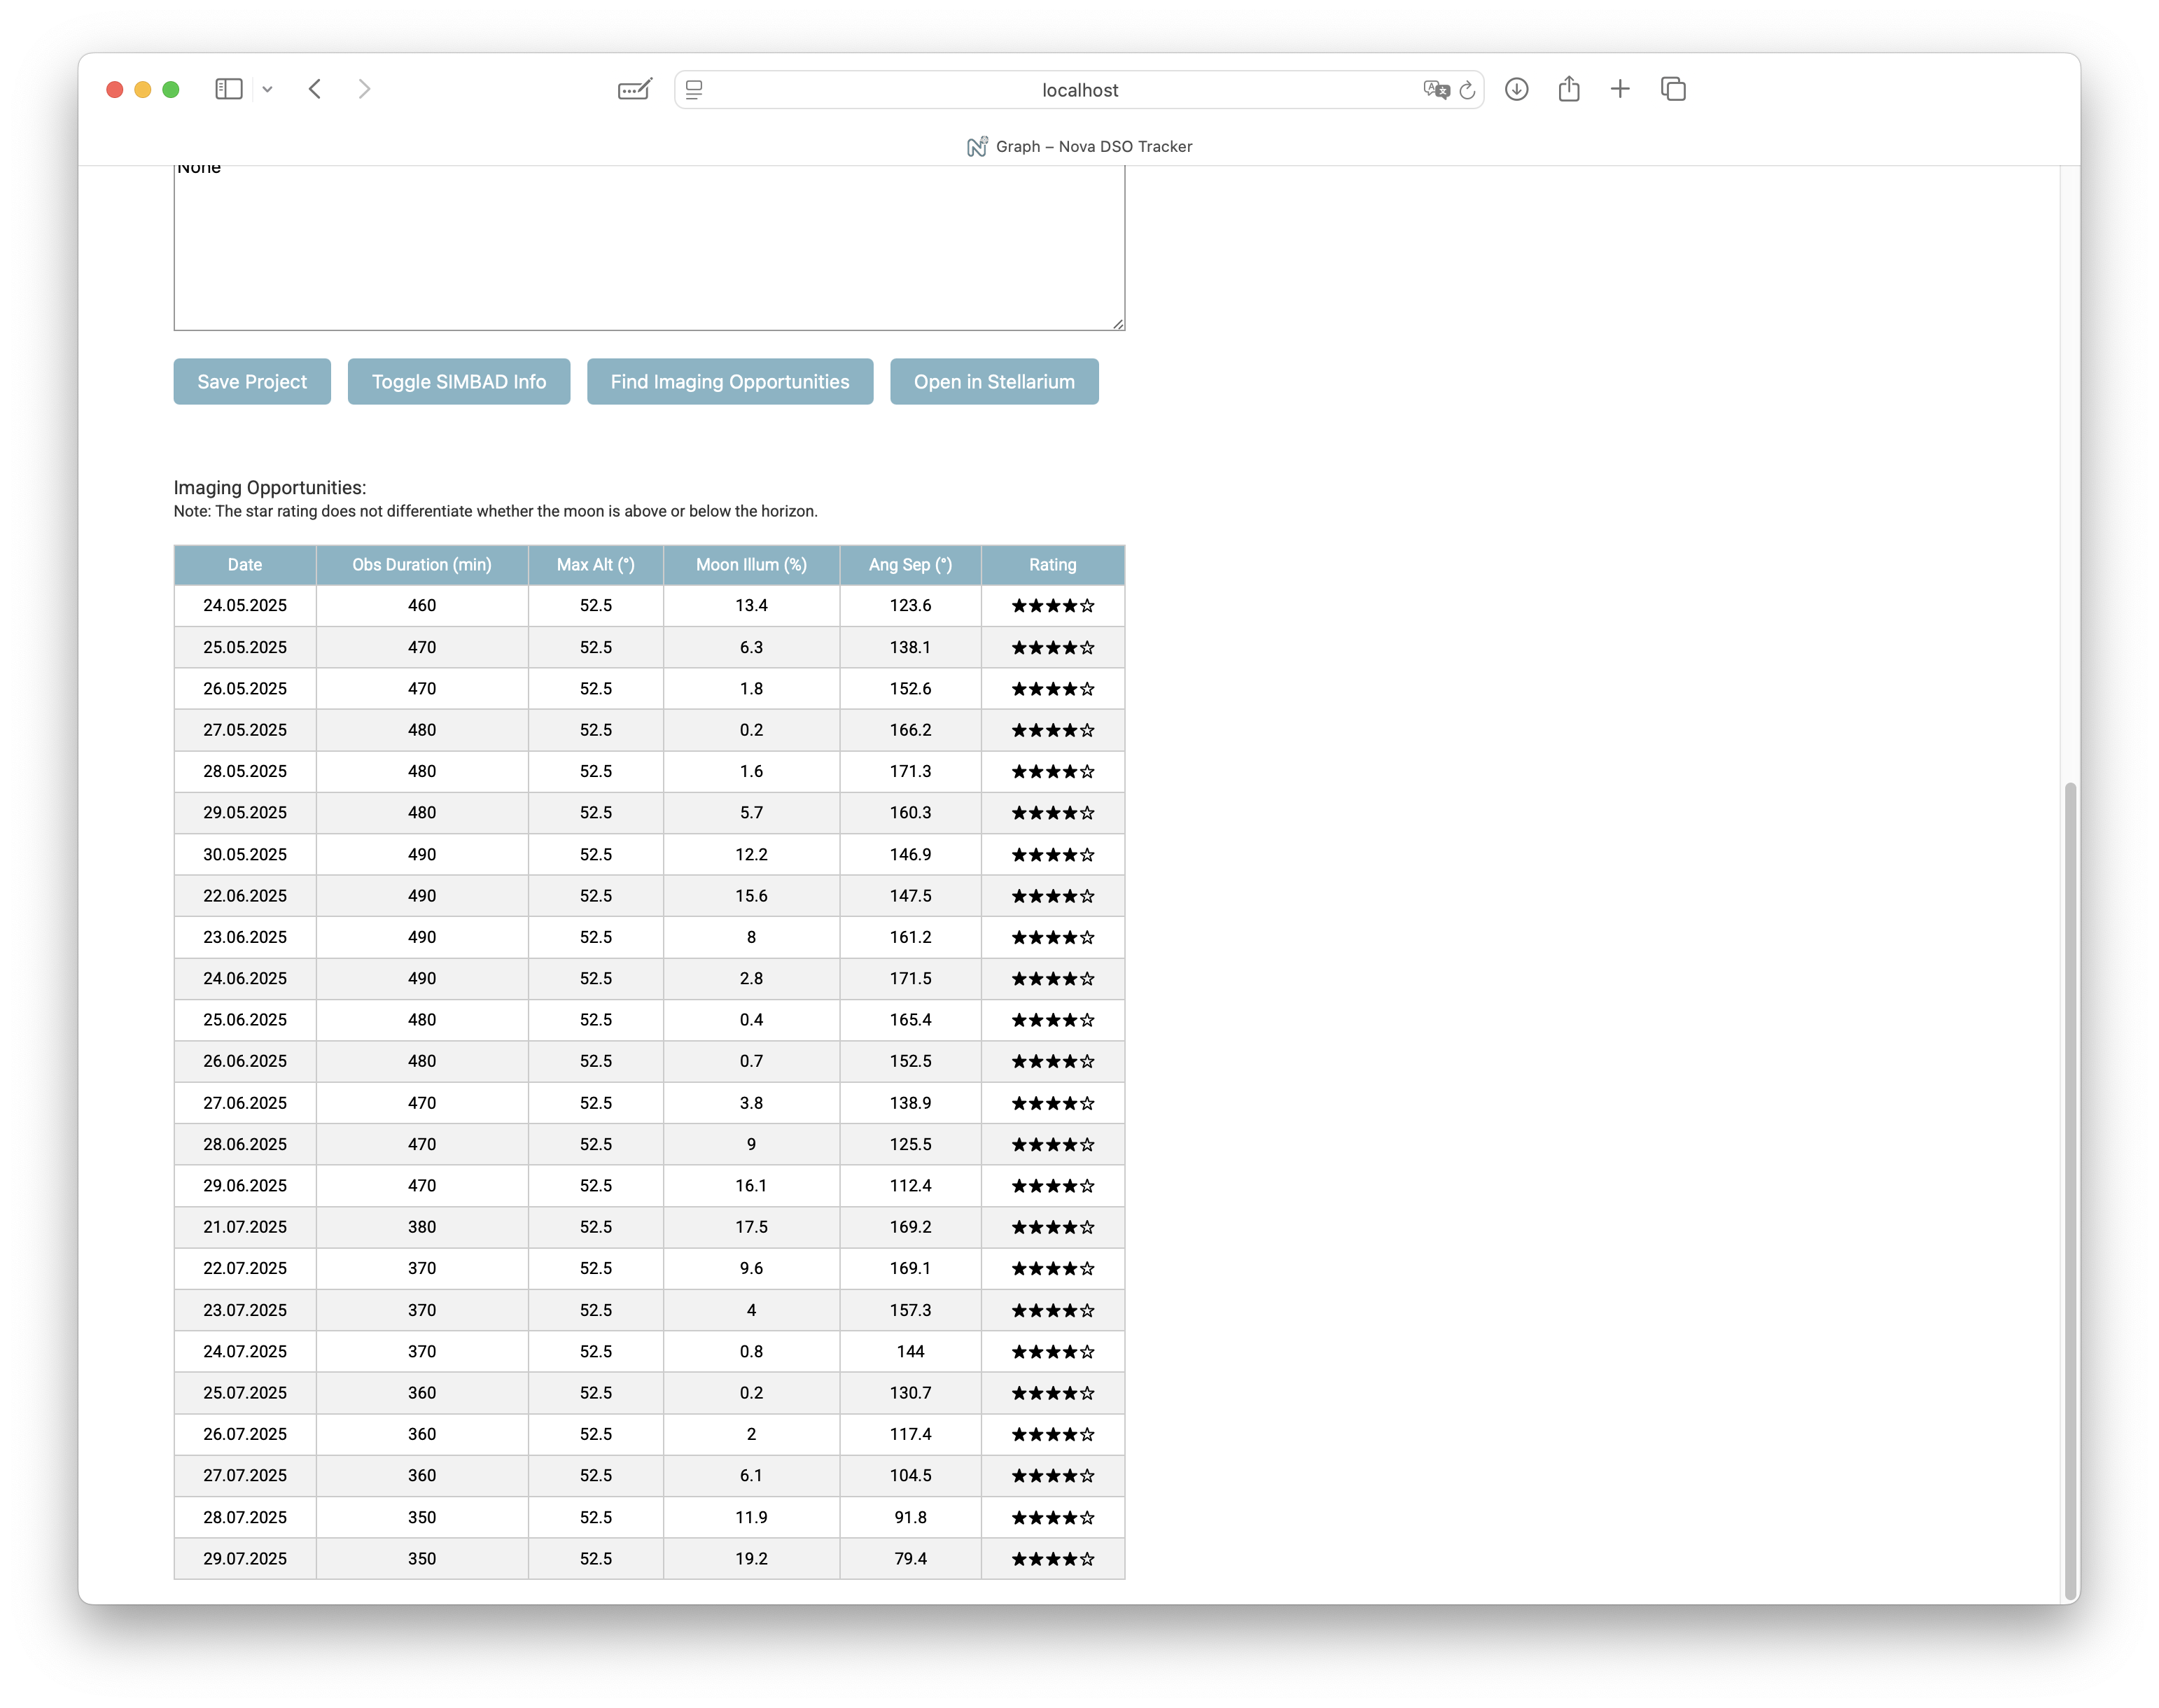 localhost
Graph – Nova DSO Tracker
None
Save Project Toggle SIMBAD Info Find Imaging Opportunities Open in Stellarium
Imaging Opportunities:
Note: The star rating does not differentiate whether the moon is above or below the horizon.
Date Obs Duration (min) Max Alt (°) Moon Illum (%) Ang Sep (°) Rating
24.05.2025 460 52.5 13.4 123.6 ★★★★☆
25.05.2025 470 52.5 6.3 138.1 ★★★★☆
26.05.2025 470 52.5 1.8 152.6 ★★★★☆
27.05.2025 480 52.5 0.2 166.2 ★★★★☆
28.05.2025 480 52.5 1.6 171.3 ★★★★☆
29.05.2025 480 52.5 5.7 160.3 ★★★★☆
30.05.2025 490 52.5 12.2 146.9 ★★★★☆
22.06.2025 490 52.5 15.6 147.5 ★★★★☆
23.06.2025 490 52.5 8 161.2 ★★★★☆
24.06.2025 490 52.5 2.8 171.5 ★★★★☆
25.06.2025 480 52.5 0.4 165.4 ★★★★☆
26.06.2025 480 52.5 0.7 152.5 ★★★★☆
27.06.2025 470 52.5 3.8 138.9 ★★★★☆
28.06.2025 470 52.5 9 125.5 ★★★★☆
29.06.2025 470 52.5 16.1 112.4 ★★★★☆
21.07.2025 380 52.5 17.5 169.2 ★★★★☆
22.07.2025 370 52.5 9.6 169.1 ★★★★☆
23.07.2025 370 52.5 4 157.3 ★★★★☆
24.07.2025 370 52.5 0.8 144 ★★★★☆
25.07.2025 360 52.5 0.2 130.7 ★★★★☆
26.07.2025 360 52.5 2 117.4 ★★★★☆
27.07.2025 360 52.5 6.1 104.5 ★★★★☆
28.07.2025 350 52.5 11.9 91.8 ★★★★☆
29.07.2025 350 52.5 19.2 79.4 ★★★★☆